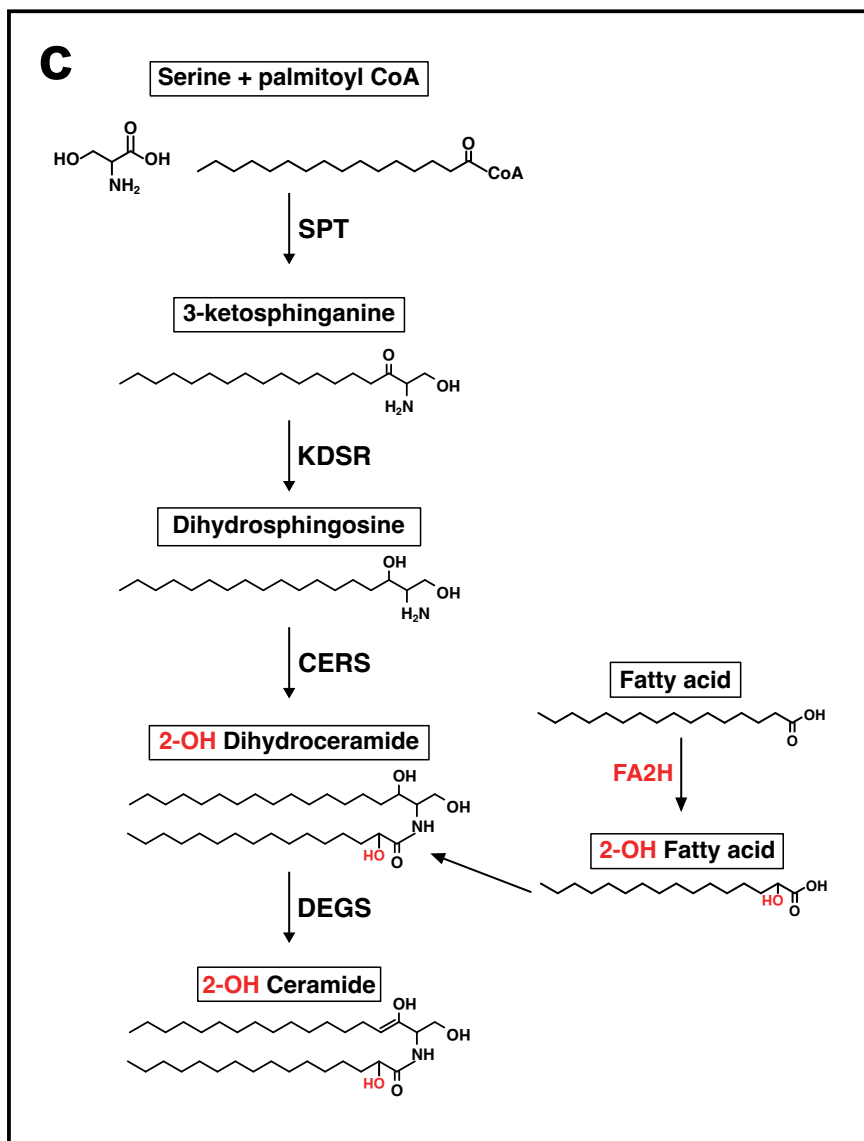 C
Serine + palmitoyl CoA
O
HO
OH
NH2
O
CoA
SPT
3-ketosphinganine
O
OH
H2N
KDSR
Dihydrosphingosine
OH
OH
H2N
CERS
Fatty acid
OH
O
FA2H
2-OH Dihydroceramide
OH
OH
NH
HO
O
2-OH Fatty acid
OH
HO
O
DEGS
2-OH Ceramide
OH
OH
NH
HO
O